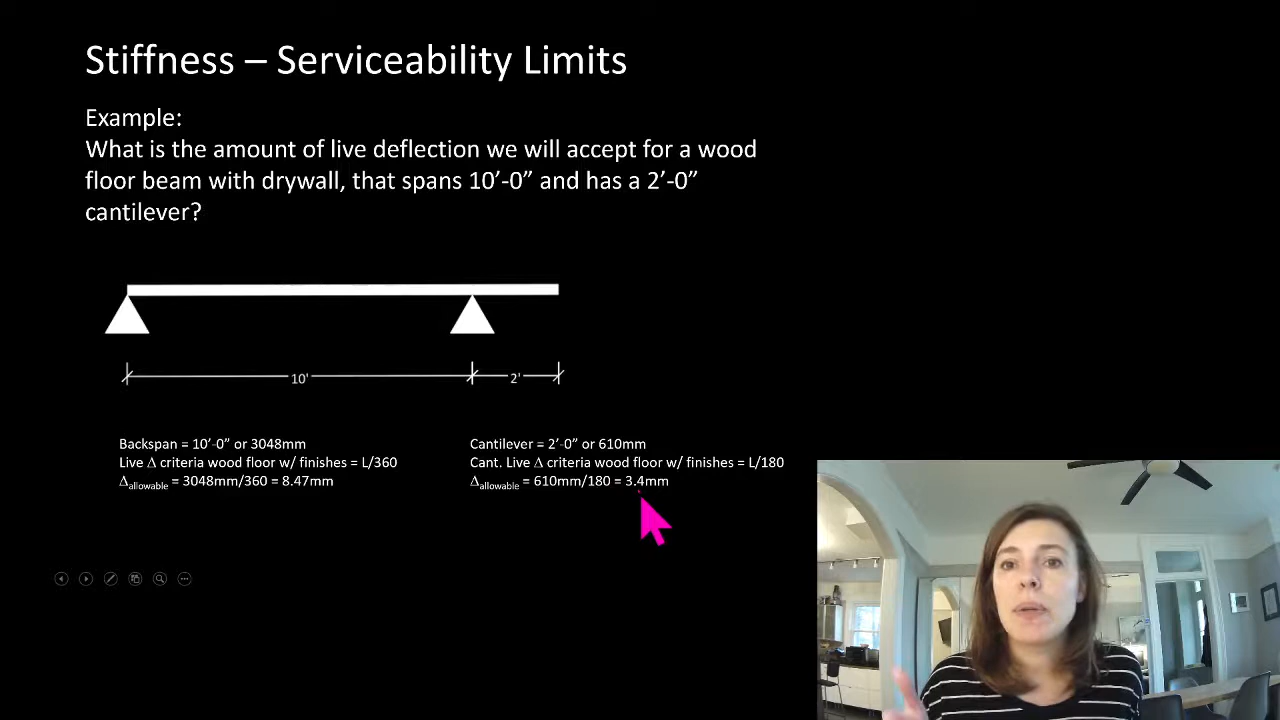 Stiffness – Serviceability Limits
Example:
What is the amount of live deflection we will accept for a wood
floor beam with drywall, that spans 10’-0” and has a 2’-0”
cantilever?
10'
2'
Backspan = 10’-0” or 3048mm
Live Δ criteria wood floor w/ finishes = L/360
Δallowable = 3048mm/360 = 8.47mm
Cantilever = 2’-0” or 610mm
Cant. Live Δ criteria wood floor w/ finishes = L/180
Δallowable = 610mm/180 = 3.4mm